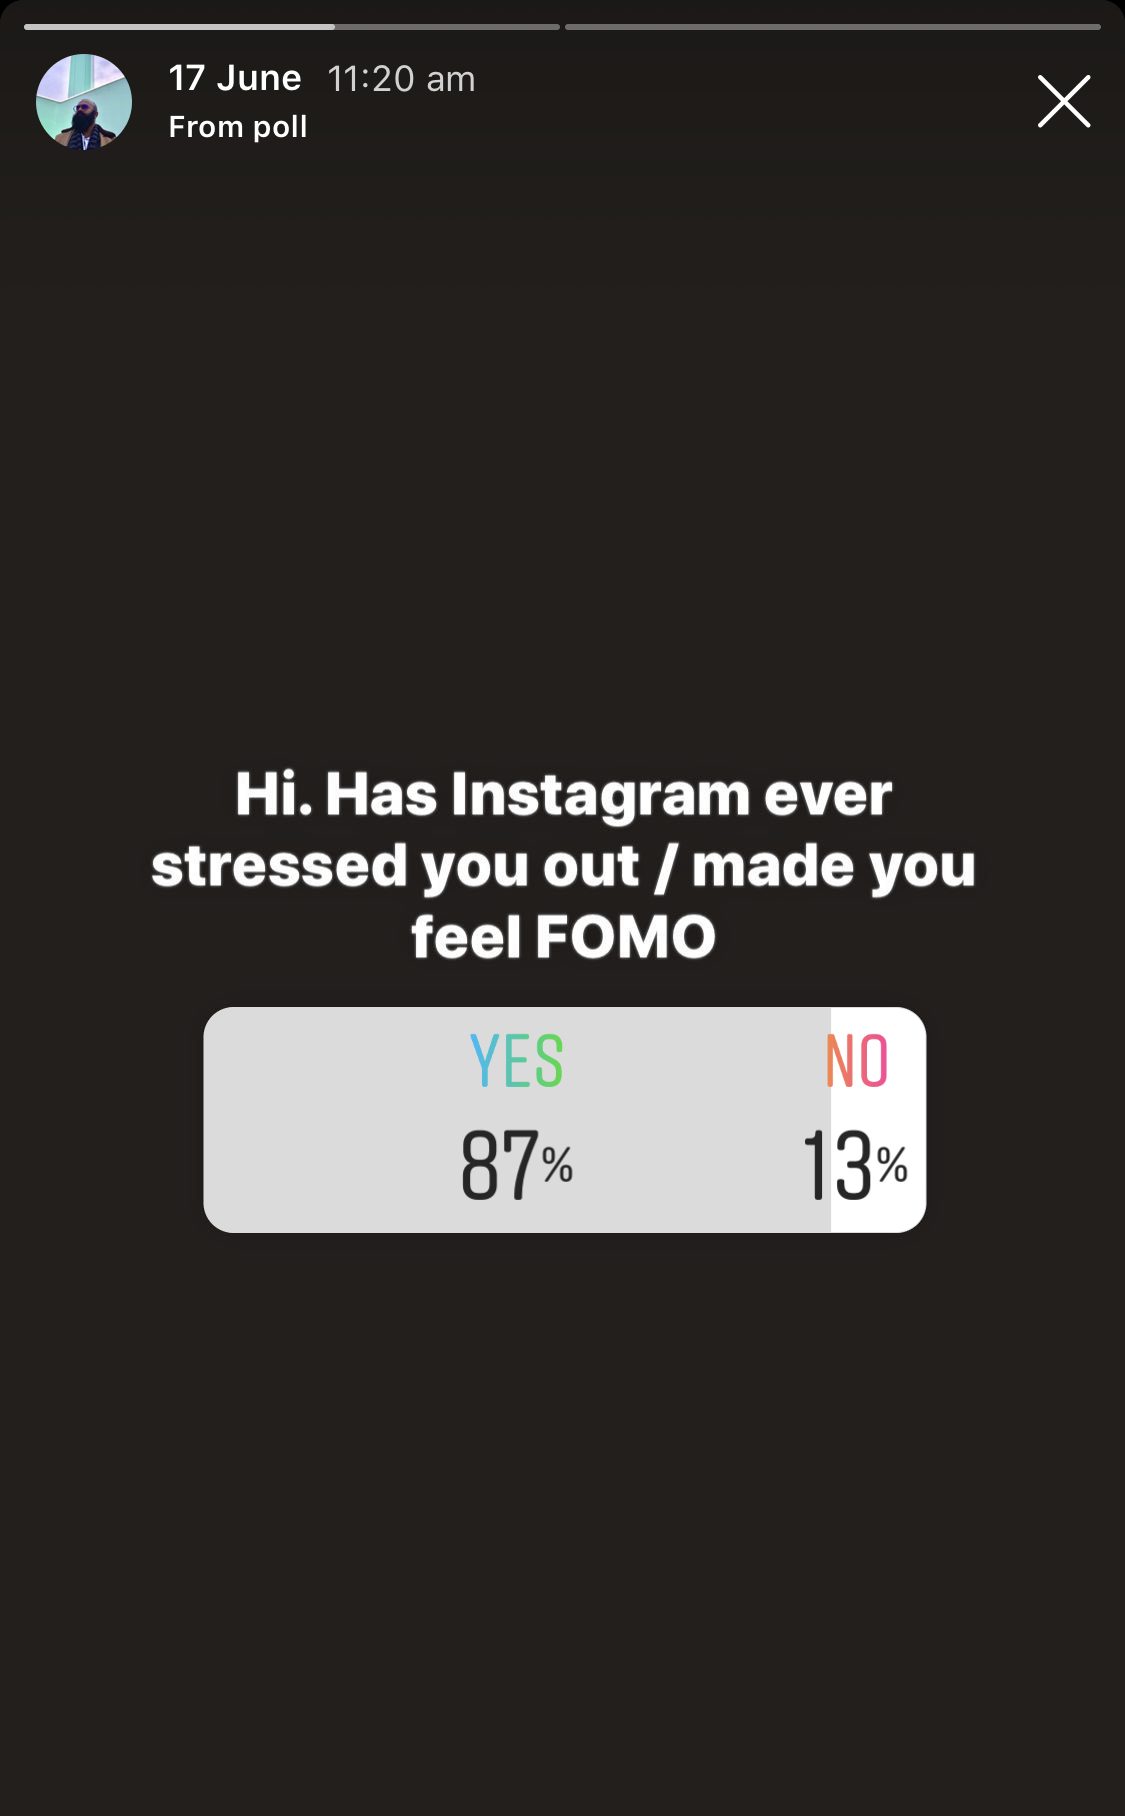 17 June 11:20 am
From poll
Hi. Has Instagram ever
stressed you out / made you
feel FOMO
YES NO
87% 13%